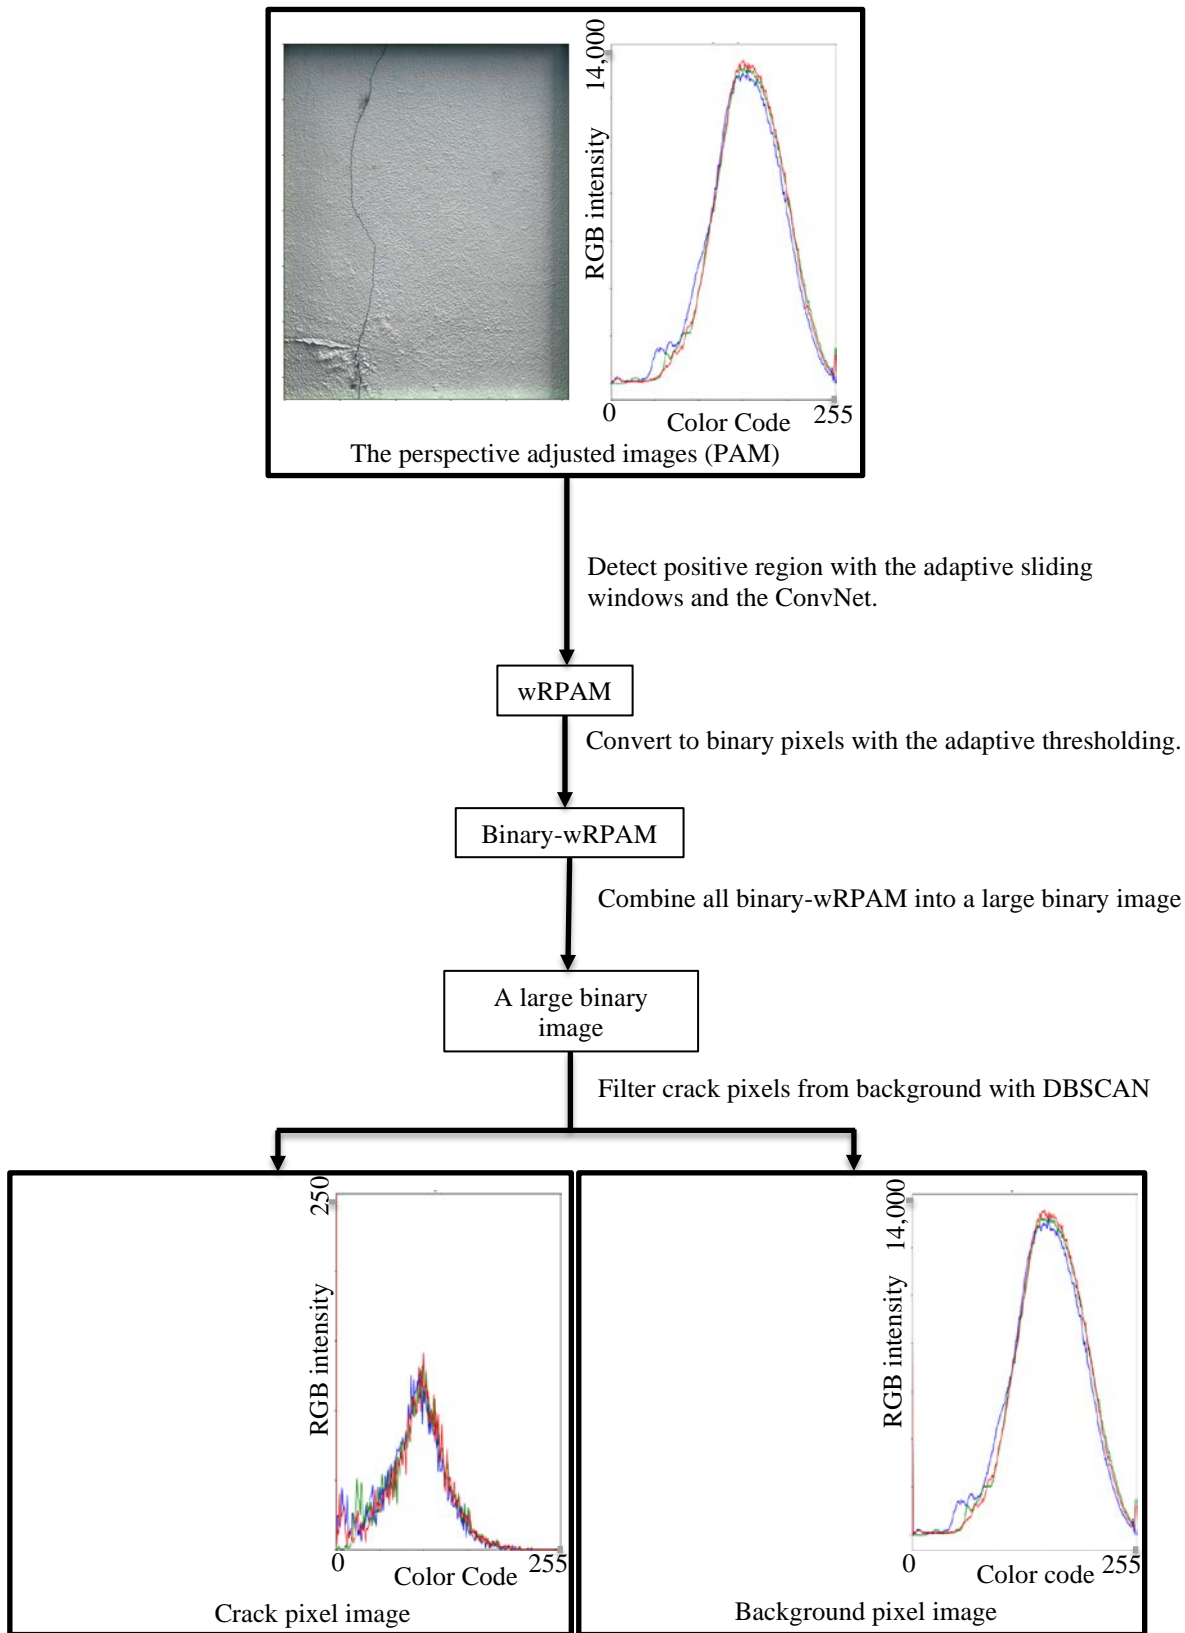 14,000
RGB intensity
0
255
Color Code
The perspective adjusted images (PAM)
Detect positive region with the adaptive sliding
windows and the ConvNet.
wRPAM
Convert to binary pixels with the adaptive thresholding.
Binary-wRPAM
Combine all binary-wRPAM into a large binary image
A large binary
image
Filter crack pixels from background with DBSCAN
250
RGB intensity
0
255
Color Code
Crack pixel image
14,000
RGB intensity
0
255
Color code
Background pixel image